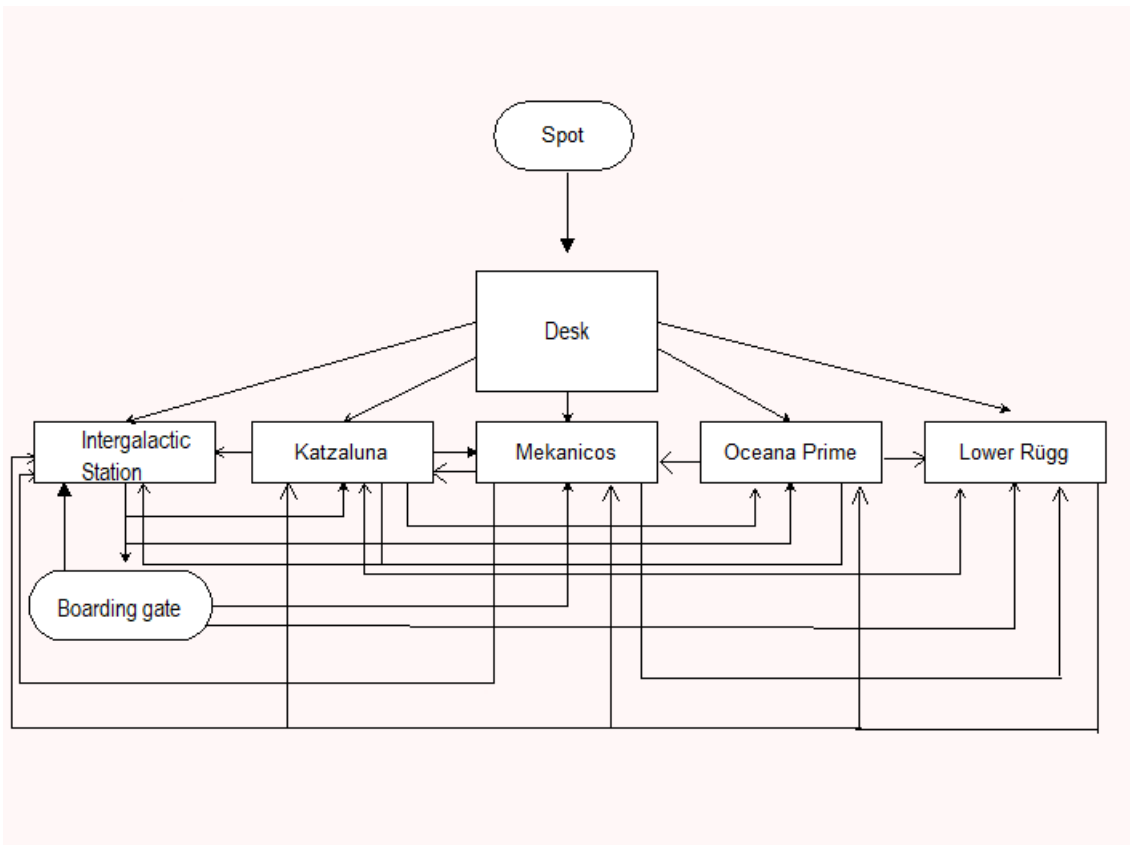 Spot
Desk
Intergalactic
Station
Katzaluna
Mekanicos
Oceana Prime
Lower Rügg
Boarding gate